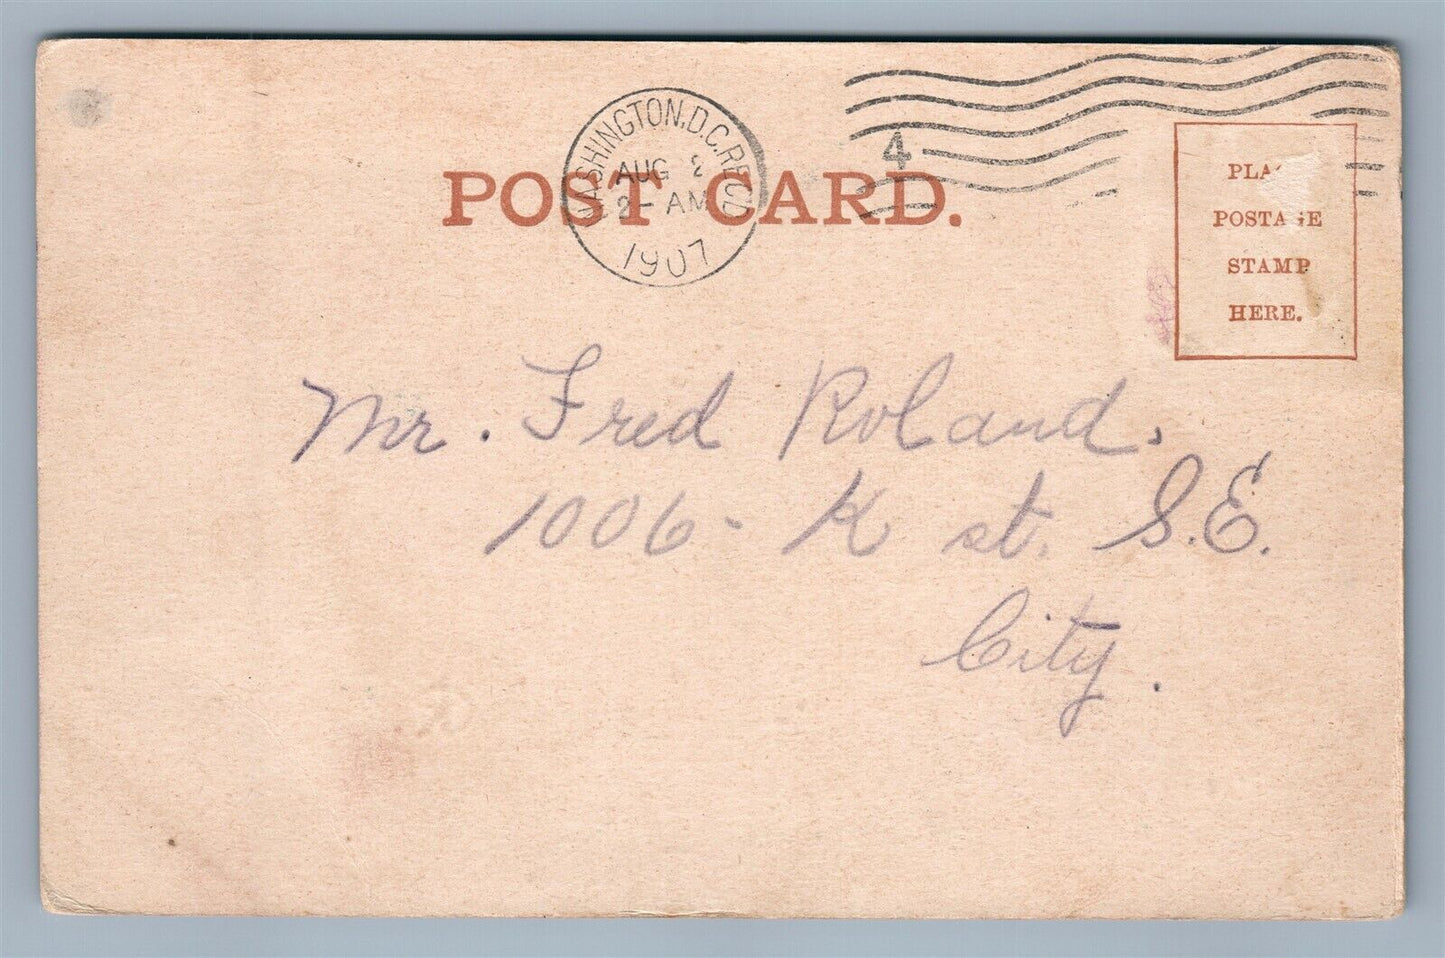 WASHINGTON, D.C. REC'D
AUG
2 - AM
1907
4
POST CARD.
PLA
POSTAGE
STAMP
HERE.
Mr. Fred Roland.
1006 - K st. S.E.
City.